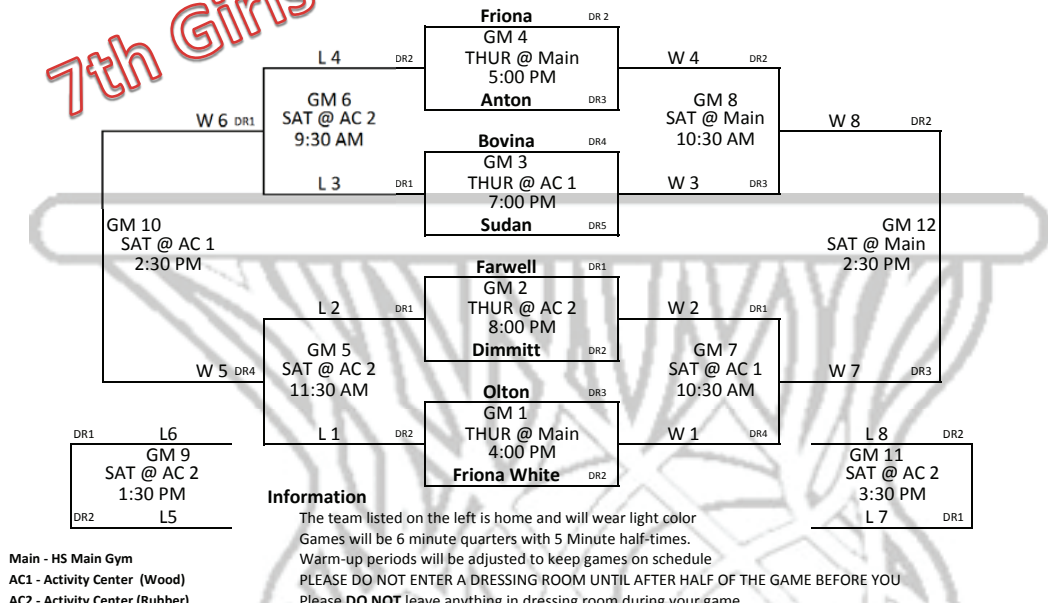 7th Girls
Friona DR 2
GM 4
L 4 DR2 THUR @ Main W 4 DR2
5:00 PM
Anton DR3
GM 6 GM 8
W 6 DR1 SAT @ AC 2 SAT @ Main W 8 DR2
9:30 AM 10:30 AM
Bovina DR4
GM 3
L 3 DR1 THUR @ AC 1 W 3 DR3
7:00 PM
Sudan DR5
GM 10 GM 12
SAT @ AC 1 SAT @ Main
2:30 PM 2:30 PM
Farwell DR1
GM 2
L 2 DR1 THUR @ AC 2 W 2 DR1
8:00 PM
Dimmitt DR2
GM 5 GM 7
W 5 DR4 SAT @ AC 2 SAT @ AC 1 W 7 DR3
11:30 AM 10:30 AM
Olton DR3
GM 1
DR1 L6 L 1 DR2 THUR @ Main W 1 DR4 L 8 DR2
4:00 PM
GM 9 GM 11
SAT @ AC 2 Friona White DR2 SAT @ AC 2
1:30 PM 3:30 PM
Information
DR2 L5 The team listed on the left is home and will wear light color L 7 DR1
Games will be 6 minute quarters with 5 Minute half-times.
Main - HS Main Gym Warm-up periods will be adjusted to keep games on schedule
AC1 - Activity Center (Wood) PLEASE DO NOT ENTER A DRESSING ROOM UNTIL AFTER HALF OF THE GAME BEFORE YOU
AC2 - Activity Center (Rubber) Please DO NOT leave anything in dressing room during your game